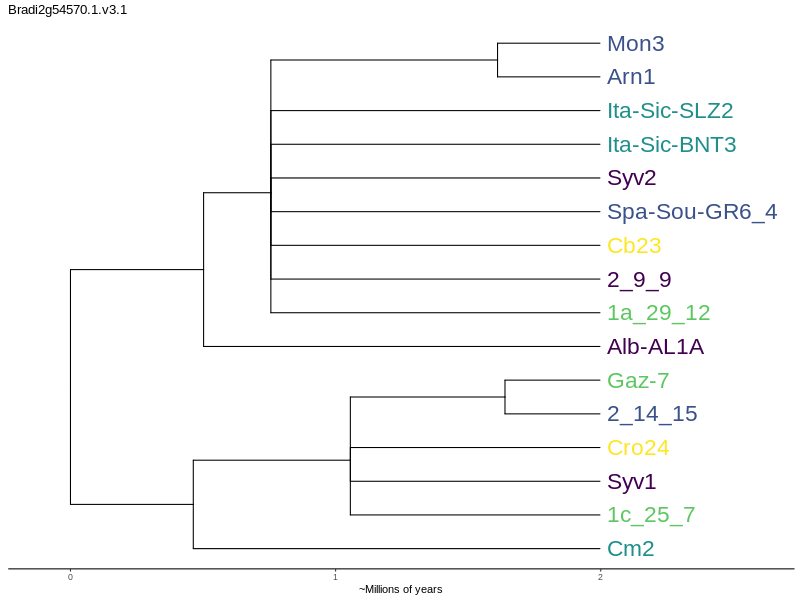 Bradi2g54570.1.v3.1
Mon3
Arn1
Ita-Sic-SLZ2
Ita-Sic-BNT3
Syv2
Spa-Sou-GR6_4
Cb23
2_9_9
1a_29_12
Alb-AL1A
Gaz-7
2_14_15
Cro24
Syv1
1c_25_7
Cm2
0 1 2
~Millions of years